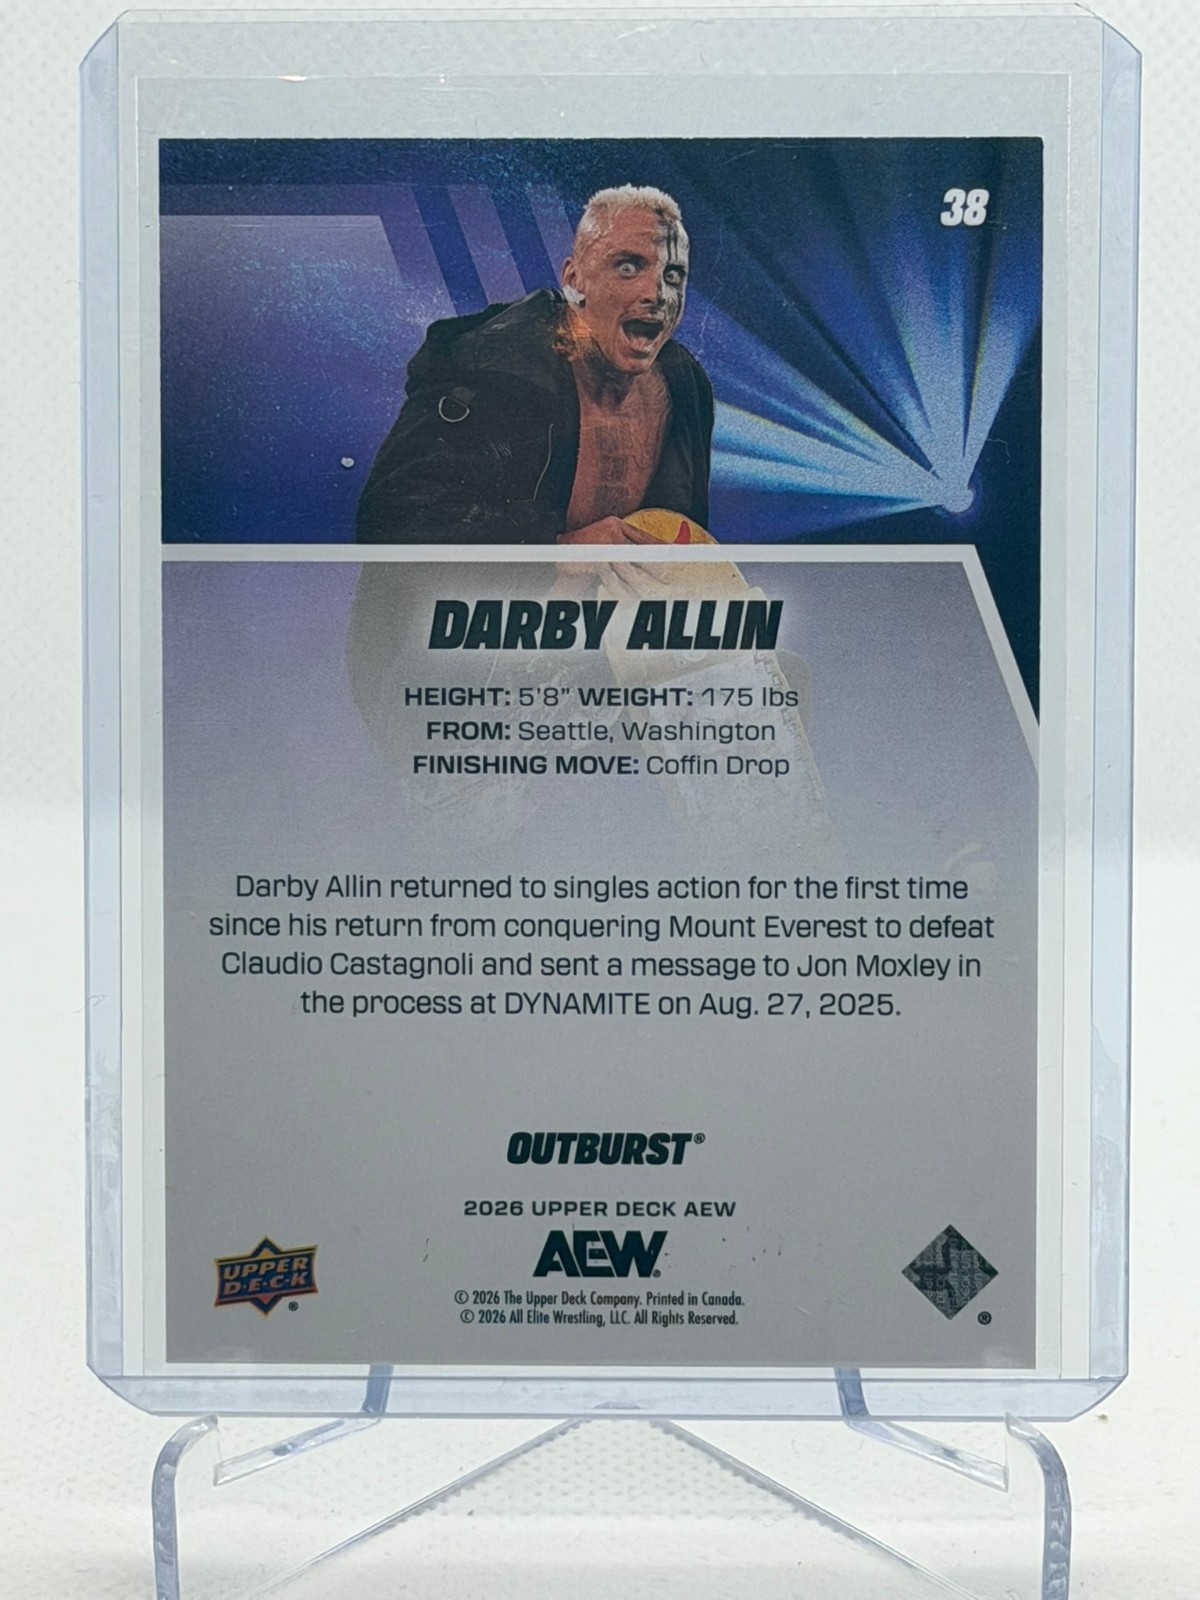 38
DARBY ALLIN
HEIGHT: 5'8" WEIGHT: 175 lbs
FROM: Seattle, Washington
FINISHING MOVE: Coffin Drop
Darby Allin returned to singles action for the first time
since his return from conquering Mount Everest to defeat
Claudio Castagnoli and sent a message to Jon Moxley in
the process at DYNAMITE on Aug. 27, 2025.
OUTBURST®
2026 UPPER DECK AEW
UPPER
D·E·C·K
®
AEW
© 2026 The Upper Deck Company. Printed in Canada.
© 2026 All Elite Wrestling, LLC. All Rights Reserved.
®